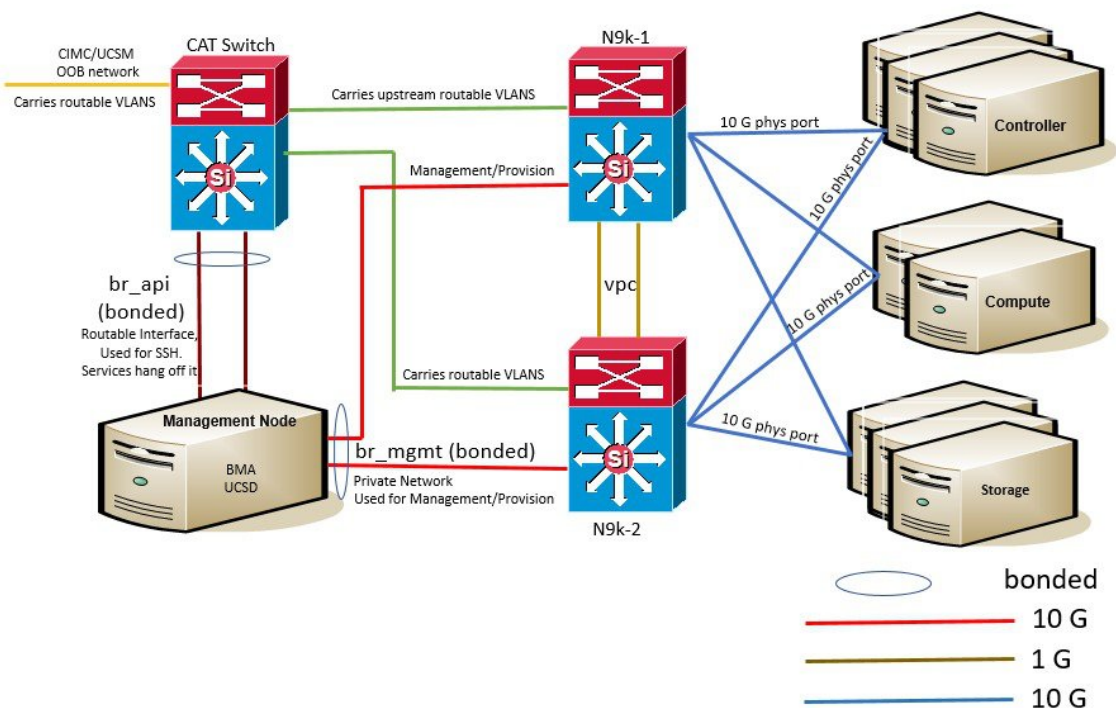 CAT Switch
N9k-1
CIMC/UCSM
OOB network
Carries routable VLANS
Carries upstream routable VLANS
10 G phys port
Controller
Si
Si
Management/Provision
10 G phys port
br_api
(bonded)
Routable Interface,
Used for SSH.
Services hang off it
vpc
10 G phys port
Compute
Carries routable VLANS
Management Node
BMA
UCSD
br_mgmt (bonded)
Private Network
Used for Management/Provision
Si
10 G phys port
Storage
N9k-2
bonded
10 G
1 G
10 G